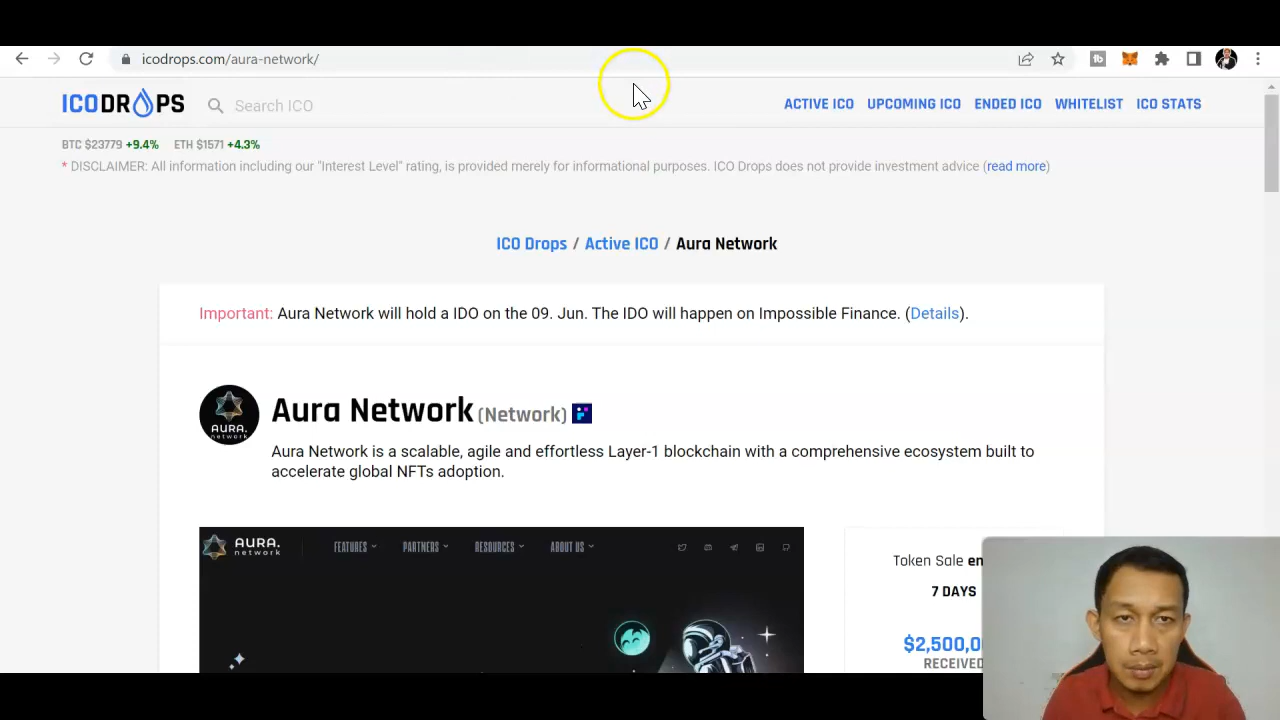 icodrops.com/aura-network/
ICODROPS
Search ICO
ACTIVE ICO UPCOMING ICO ENDED ICO WHITELIST ICO STATS
BTC $23779 +9.4% ETH $1571 +4.3%
* DISCLAIMER: All information including our "Interest Level" rating, is provided merely for informational purposes. ICO Drops does not provide investment advice (read more)
ICO Drops / Active ICO / Aura Network
Important: Aura Network will hold a IDO on the 09. Jun. The IDO will happen on Impossible Finance. (Details).
AURA.
network
Aura Network (Network)
Aura Network is a scalable, agile and effortless Layer-1 blockchain with a comprehensive ecosystem built to
accelerate global NFTs adoption.
AURA.
network
FEATURES PARTNERS RESOURCES ABOUT US
Token Sale
7 DAYS
$2,500,0
RECEIVED